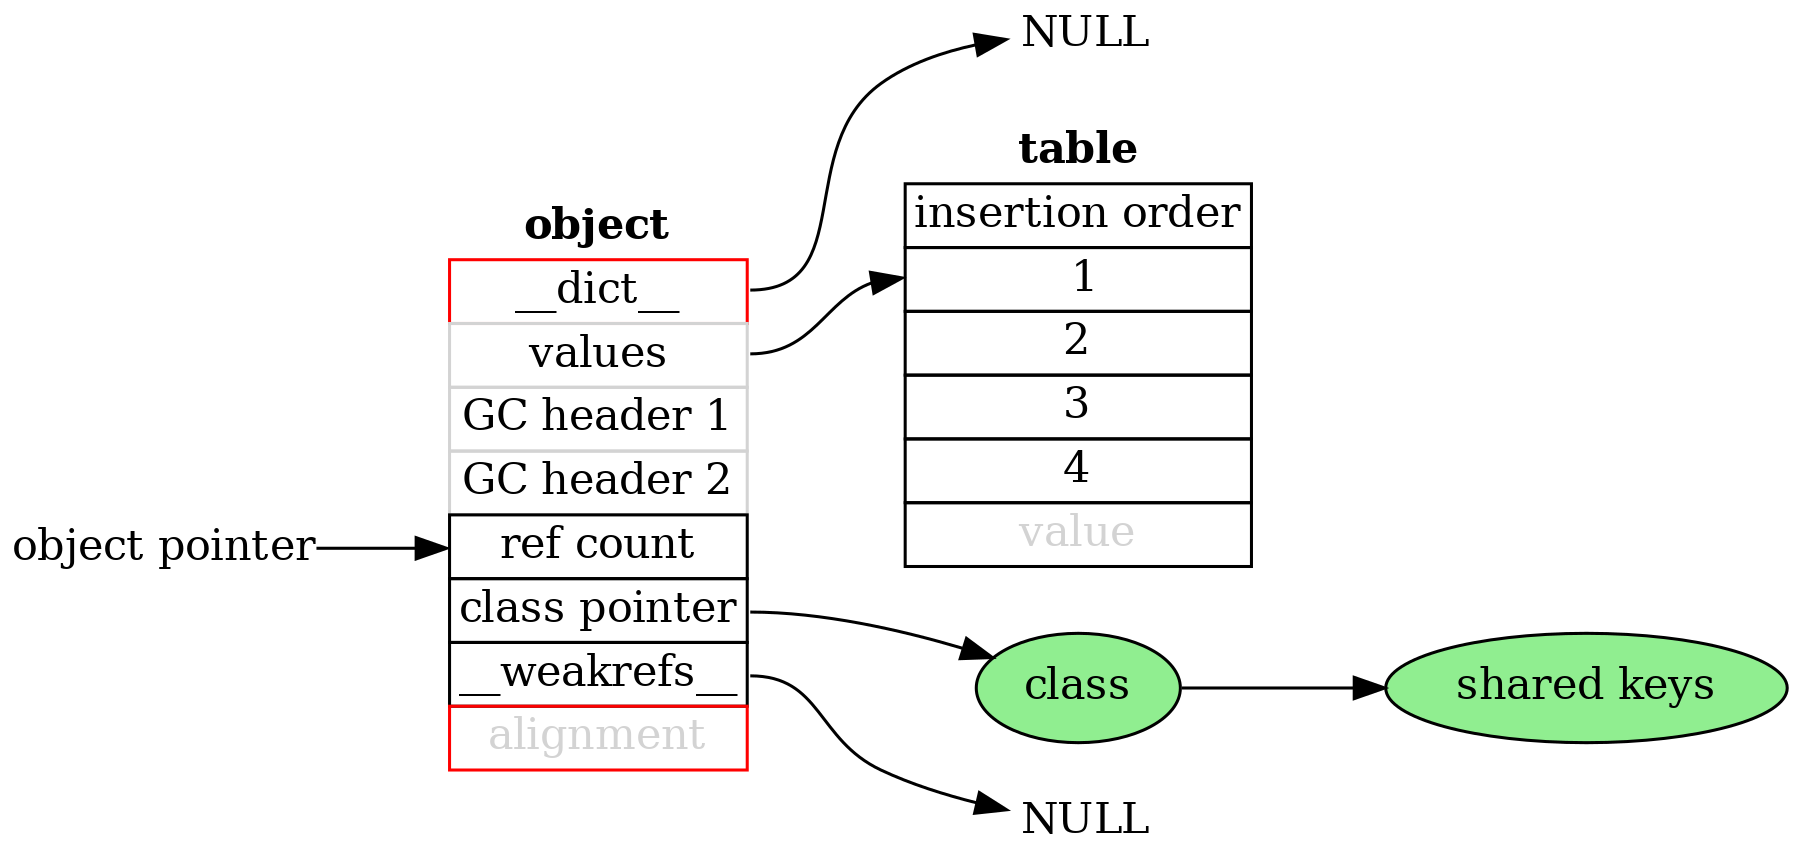 NULL
table
insertion order
1
2
3
4
value
object
__dict__
values
GC header 1
GC header 2
ref count
class pointer
__weakrefs__
alignment
object pointer
class
shared keys
NULL